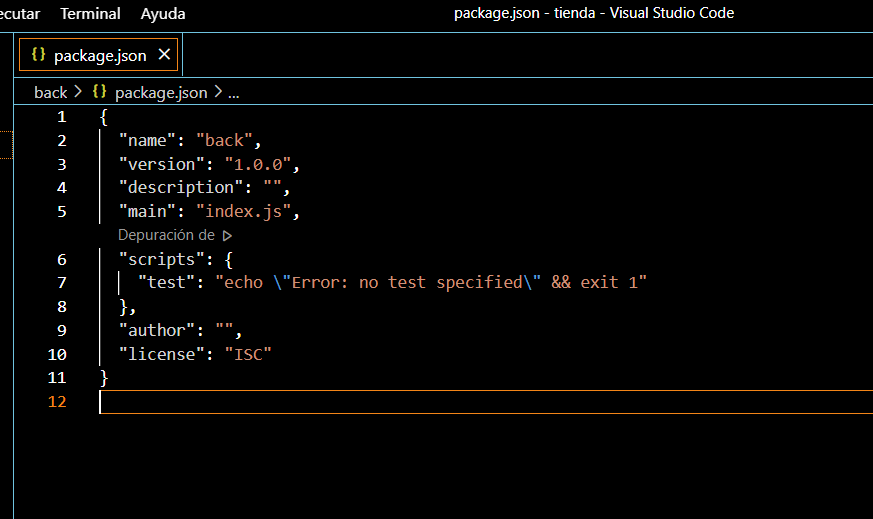 ecutar Terminal Ayuda package.json - tienda - Visual Studio Code
{} package.json ×
back > {} package.json > ...
1 {
2 "name": "back",
3 "version": "1.0.0",
4 "description": "",
5 "main": "index.js",
Depuración de ▷
6 "scripts": {
7 "test": "echo \"Error: no test specified\" && exit 1"
8 },
9 "author": "",
10 "license": "ISC"
11 }
12